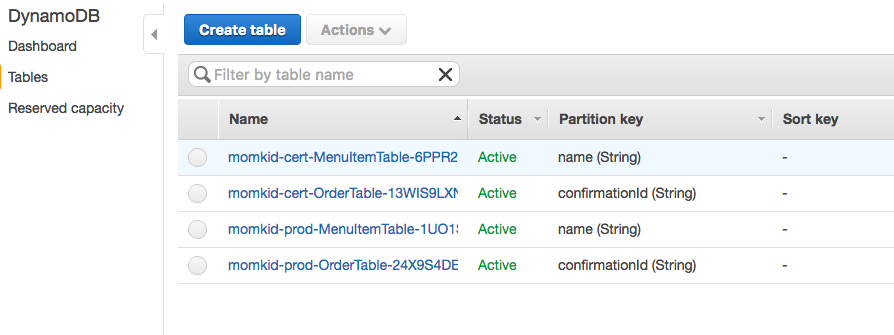 DynamoDB
Dashboard
Tables
Reserved capacity
Create table Actions
Filter by table name
Name Status Partition key Sort key
momkid-cert-MenuItemTable-6PPR2 Active name (String) -
momkid-cert-OrderTable-13WIS9LXN Active confirmationId (String) -
momkid-prod-MenuItemTable-1UO1S Active name (String) -
momkid-prod-OrderTable-24X9S4DE Active confirmationId (String) -